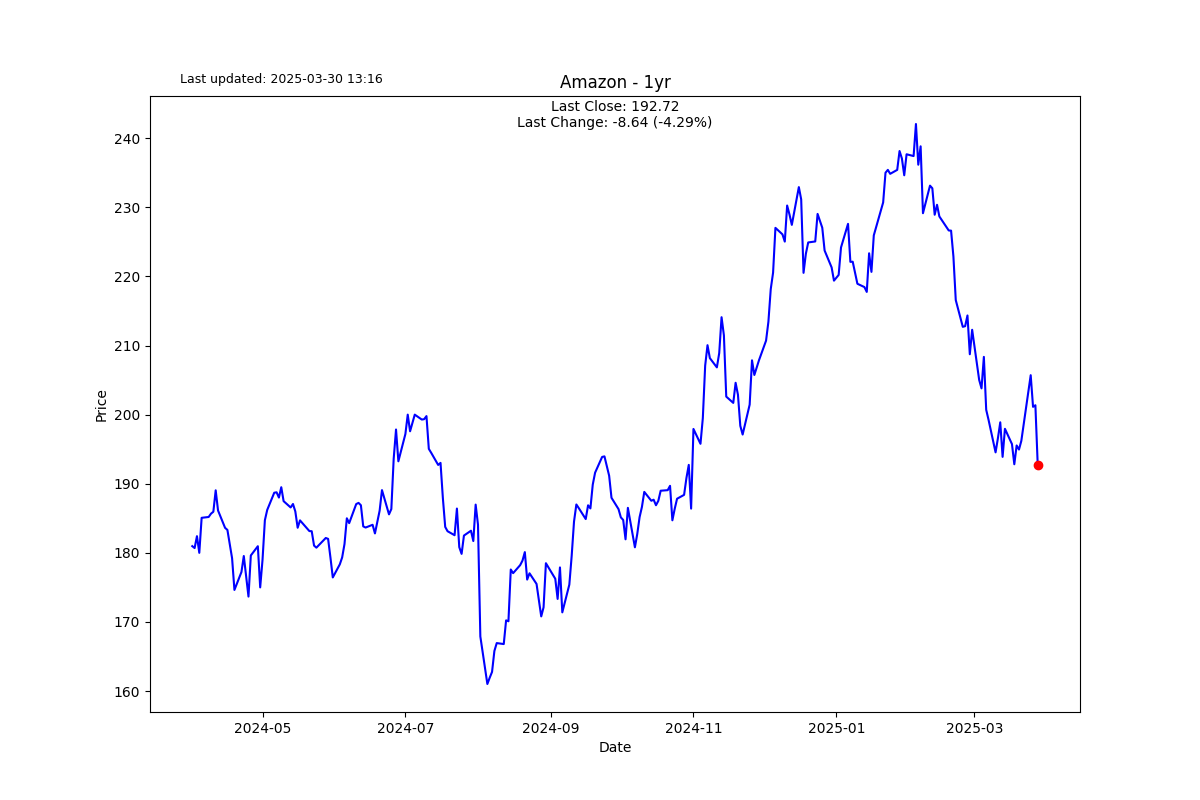 Last updated: 2025-03-30 13:16
Amazon - 1yr
Last Close: 192.72
Last Change: -8.64 (-4.29%)
240
230
220
210
200
190
180
170
160
Price
2024-05
2024-07
2024-09
2024-11
2025-01
2025-03
Date